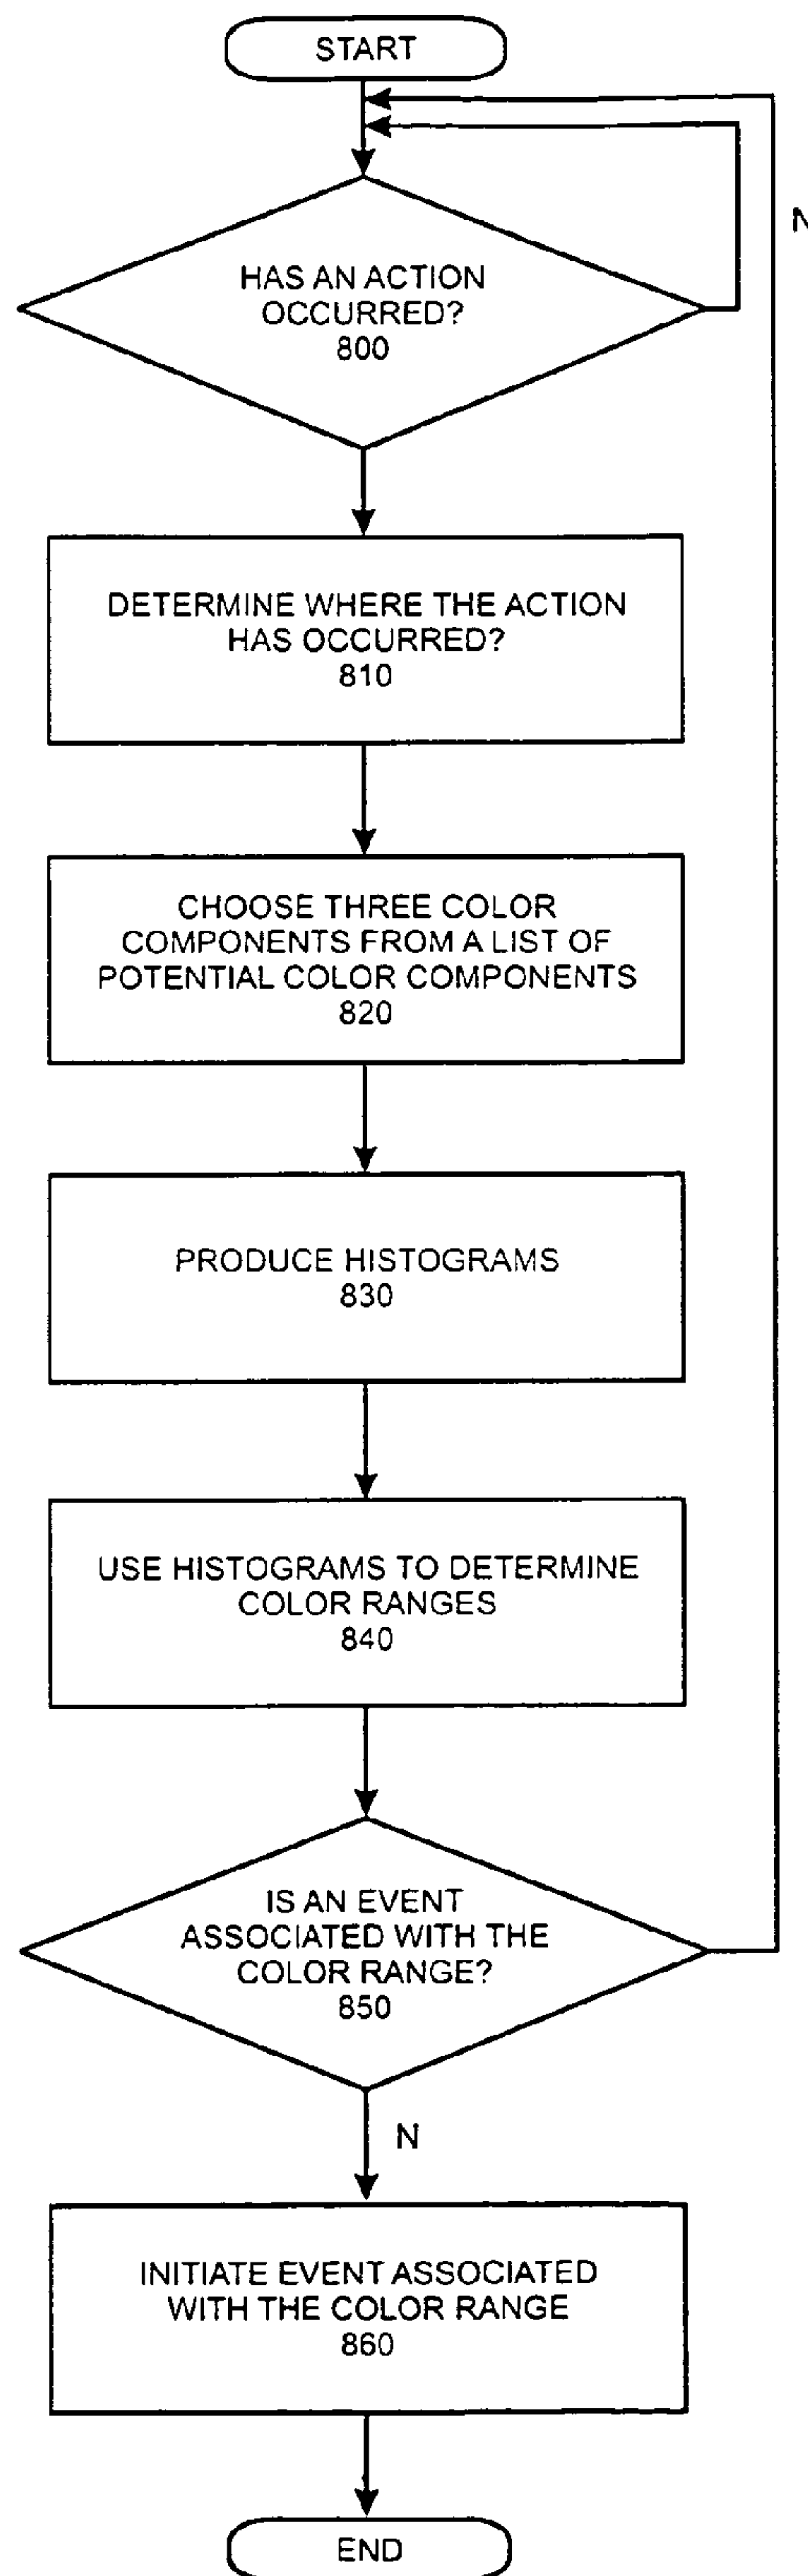 START
N
HAS AN ACTION
OCCURRED?
800
DETERMINE WHERE THE ACTION
HAS OCCURRED?
810
CHOOSE THREE COLOR
COMPONENTS FROM A LIST OF
POTENTIAL COLOR COMPONENTS
820
PRODUCE HISTOGRAMS
830
USE HISTOGRAMS TO DETERMINE
COLOR RANGES
840
IS AN EVENT
ASSOCIATED WITH THE
COLOR RANGE?
850
N
INITIATE EVENT ASSOCIATED
WITH THE COLOR RANGE
860
END